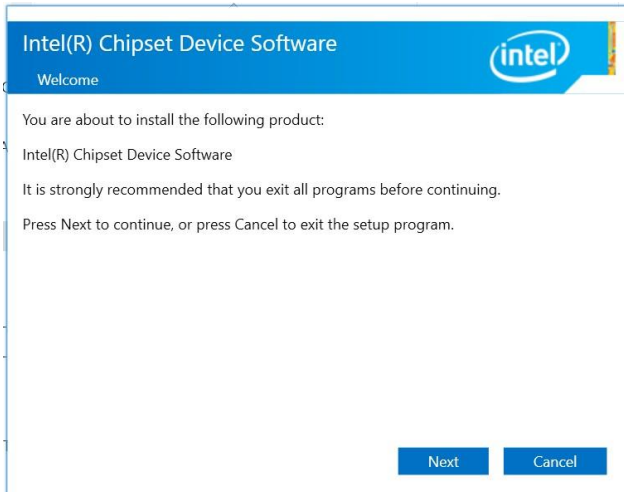 Intel(R) Chipset Device Software
intel
Welcome
You are about to install the following product:
Intel(R) Chipset Device Software
It is strongly recommended that you exit all programs before continuing.
Press Next to continue, or press Cancel to exit the setup program.
Next
Cancel